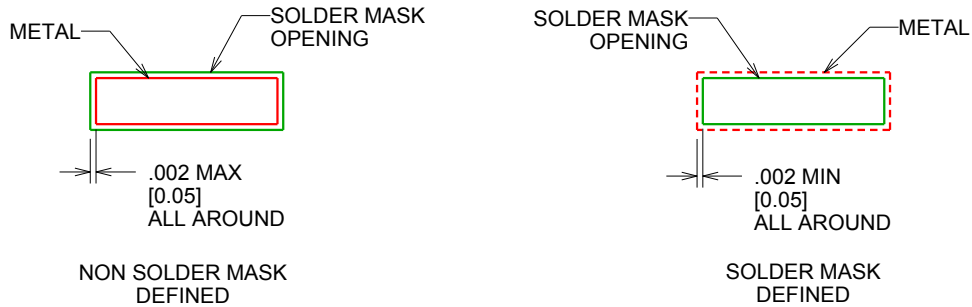 METAL
SOLDER MASK
OPENING
.002 MAX
[0.05]
ALL AROUND
NON SOLDER MASK
DEFINED
SOLDER MASK
OPENING
METAL
.002 MIN
[0.05]
ALL AROUND
SOLDER MASK
DEFINED